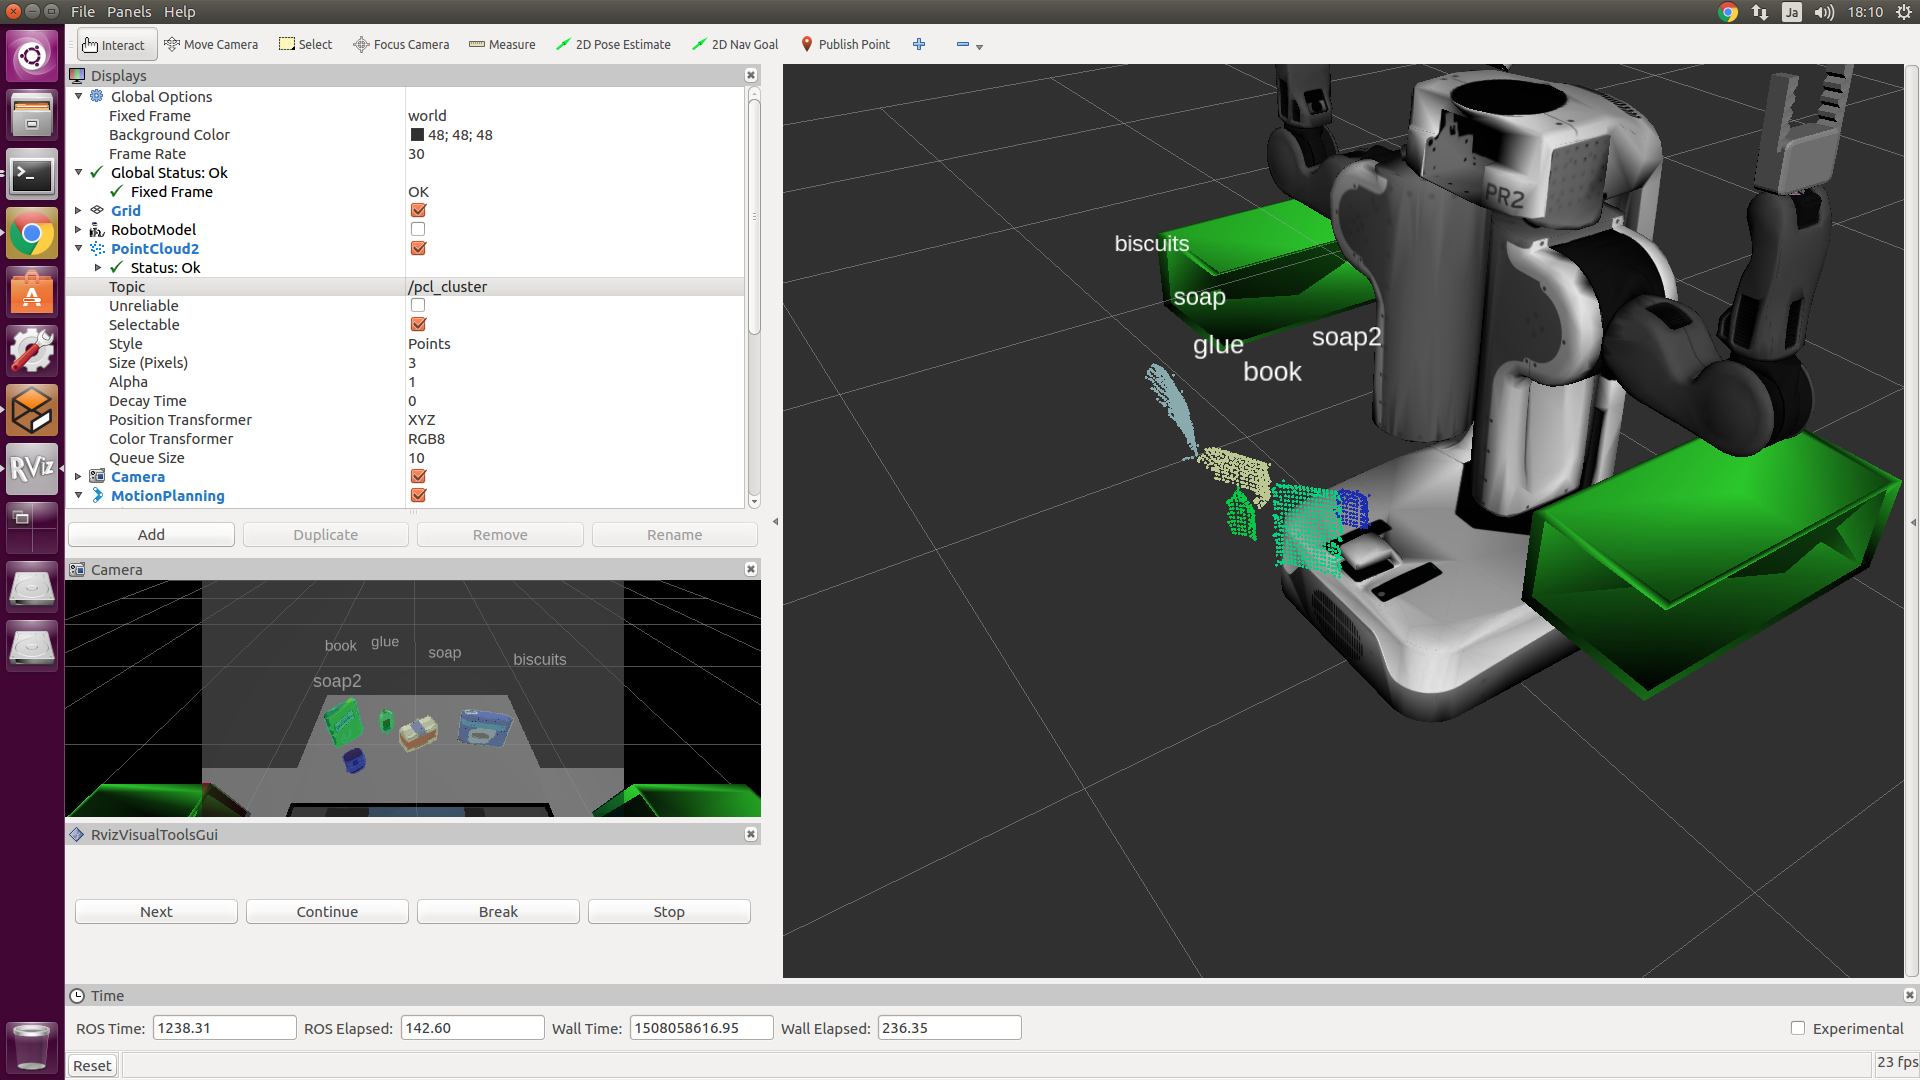 File Panels Help
Ja 18:10
Interact Move Camera Select Focus Camera Measure 2D Pose Estimate 2D Nav Goal Publish Point
Displays
Global Options
Fixed Frame world
Background Color 48; 48; 48
Frame Rate 30
Global Status: Ok
Fixed Frame OK
Grid
RobotModel
PointCloud2
Status: Ok
Topic /pcl_cluster
Unreliable
Selectable
Style Points
Size (Pixels) 3
Alpha 1
Decay Time 0
Position Transformer XYZ
Color Transformer RGB8
Queue Size 10
Camera
MotionPlanning
Add Duplicate Remove Rename
Camera
book glue soap biscuits
soap2
RvizVisualToolsGui
Next Continue Break Stop
PR2
biscuits
soap
soap2
glue
book
RViz
Time
ROS Time: 1238.31 ROS Elapsed: 142.60 Wall Time: 1508058616.95 Wall Elapsed: 236.35 Experimental
Reset 23 fps